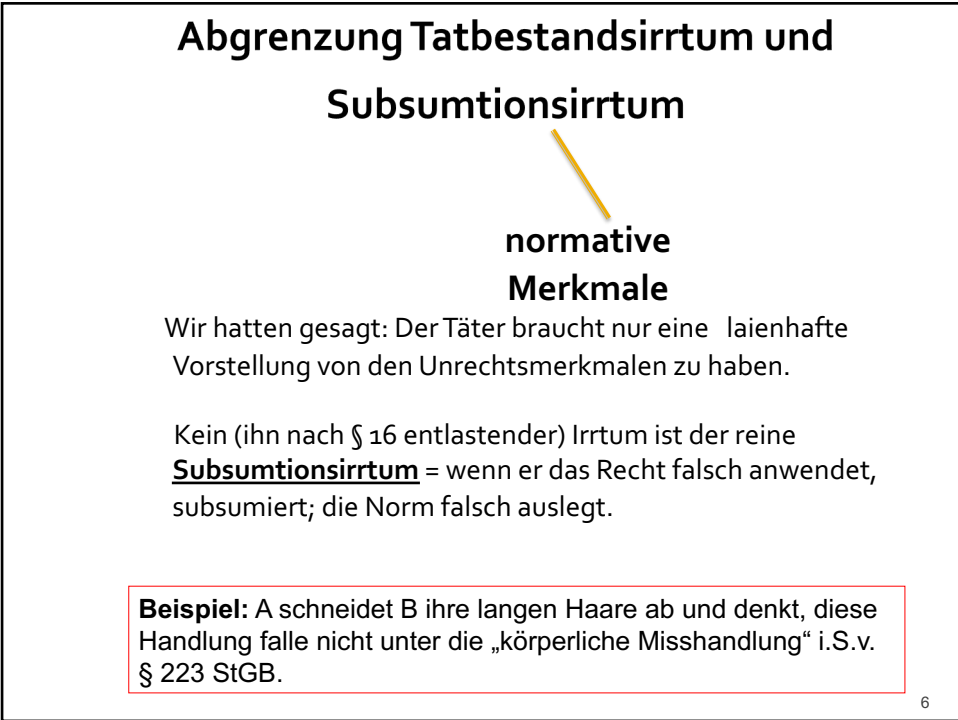 Abgrenzung Tatbestandsirrtum und
Subsumtionsirrtum
normative
Merkmale
Wir hatten gesagt: Der Täter braucht nur eine laienhafte
Vorstellung von den Unrechtsmerkmalen zu haben.
Kein (ihn nach § 16 entlastender) Irrtum ist der reine
Subsumtionsirrtum = wenn er das Recht falsch anwendet,
subsumiert; die Norm falsch auslegt.
Beispiel: A schneidet B ihre langen Haare ab und denkt, diese
Handlung falle nicht unter die „körperliche Misshandlung“ i.S.v.
§ 223 StGB.
6